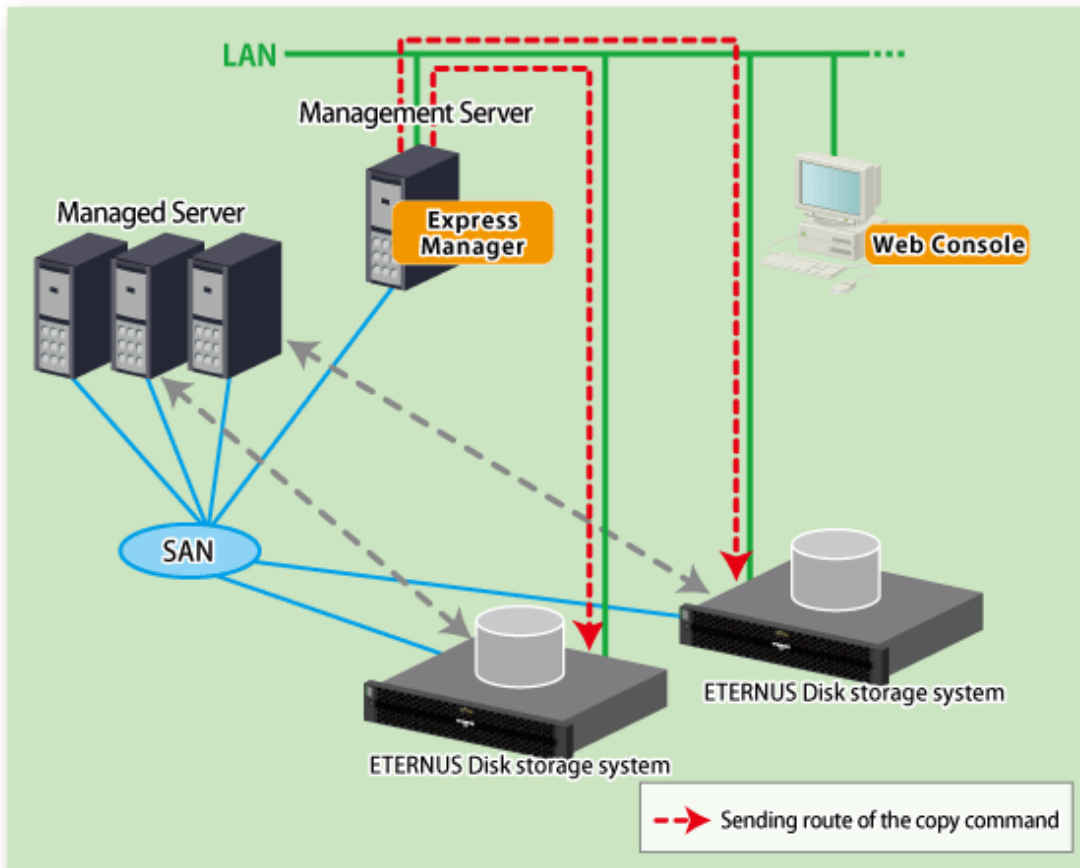 LAN
Management Server
Express
Manager
Managed Server
Web Console
SAN
ETERNUS Disk storage system
ETERNUS Disk storage system
Sending route of the copy command